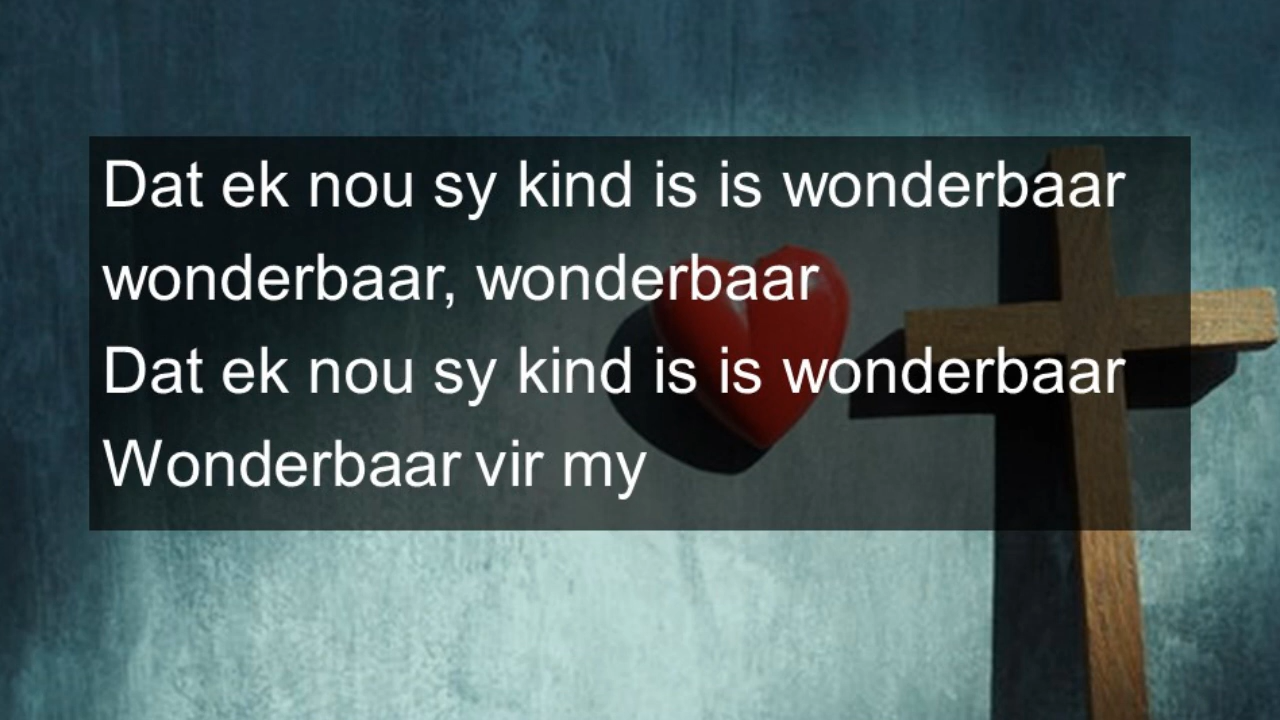 Dat ek nou sy kind is is wonderbaar
wonderbaar, wonderbaar
Dat ek nou sy kind is is wonderbaar
Wonderbaar vir my